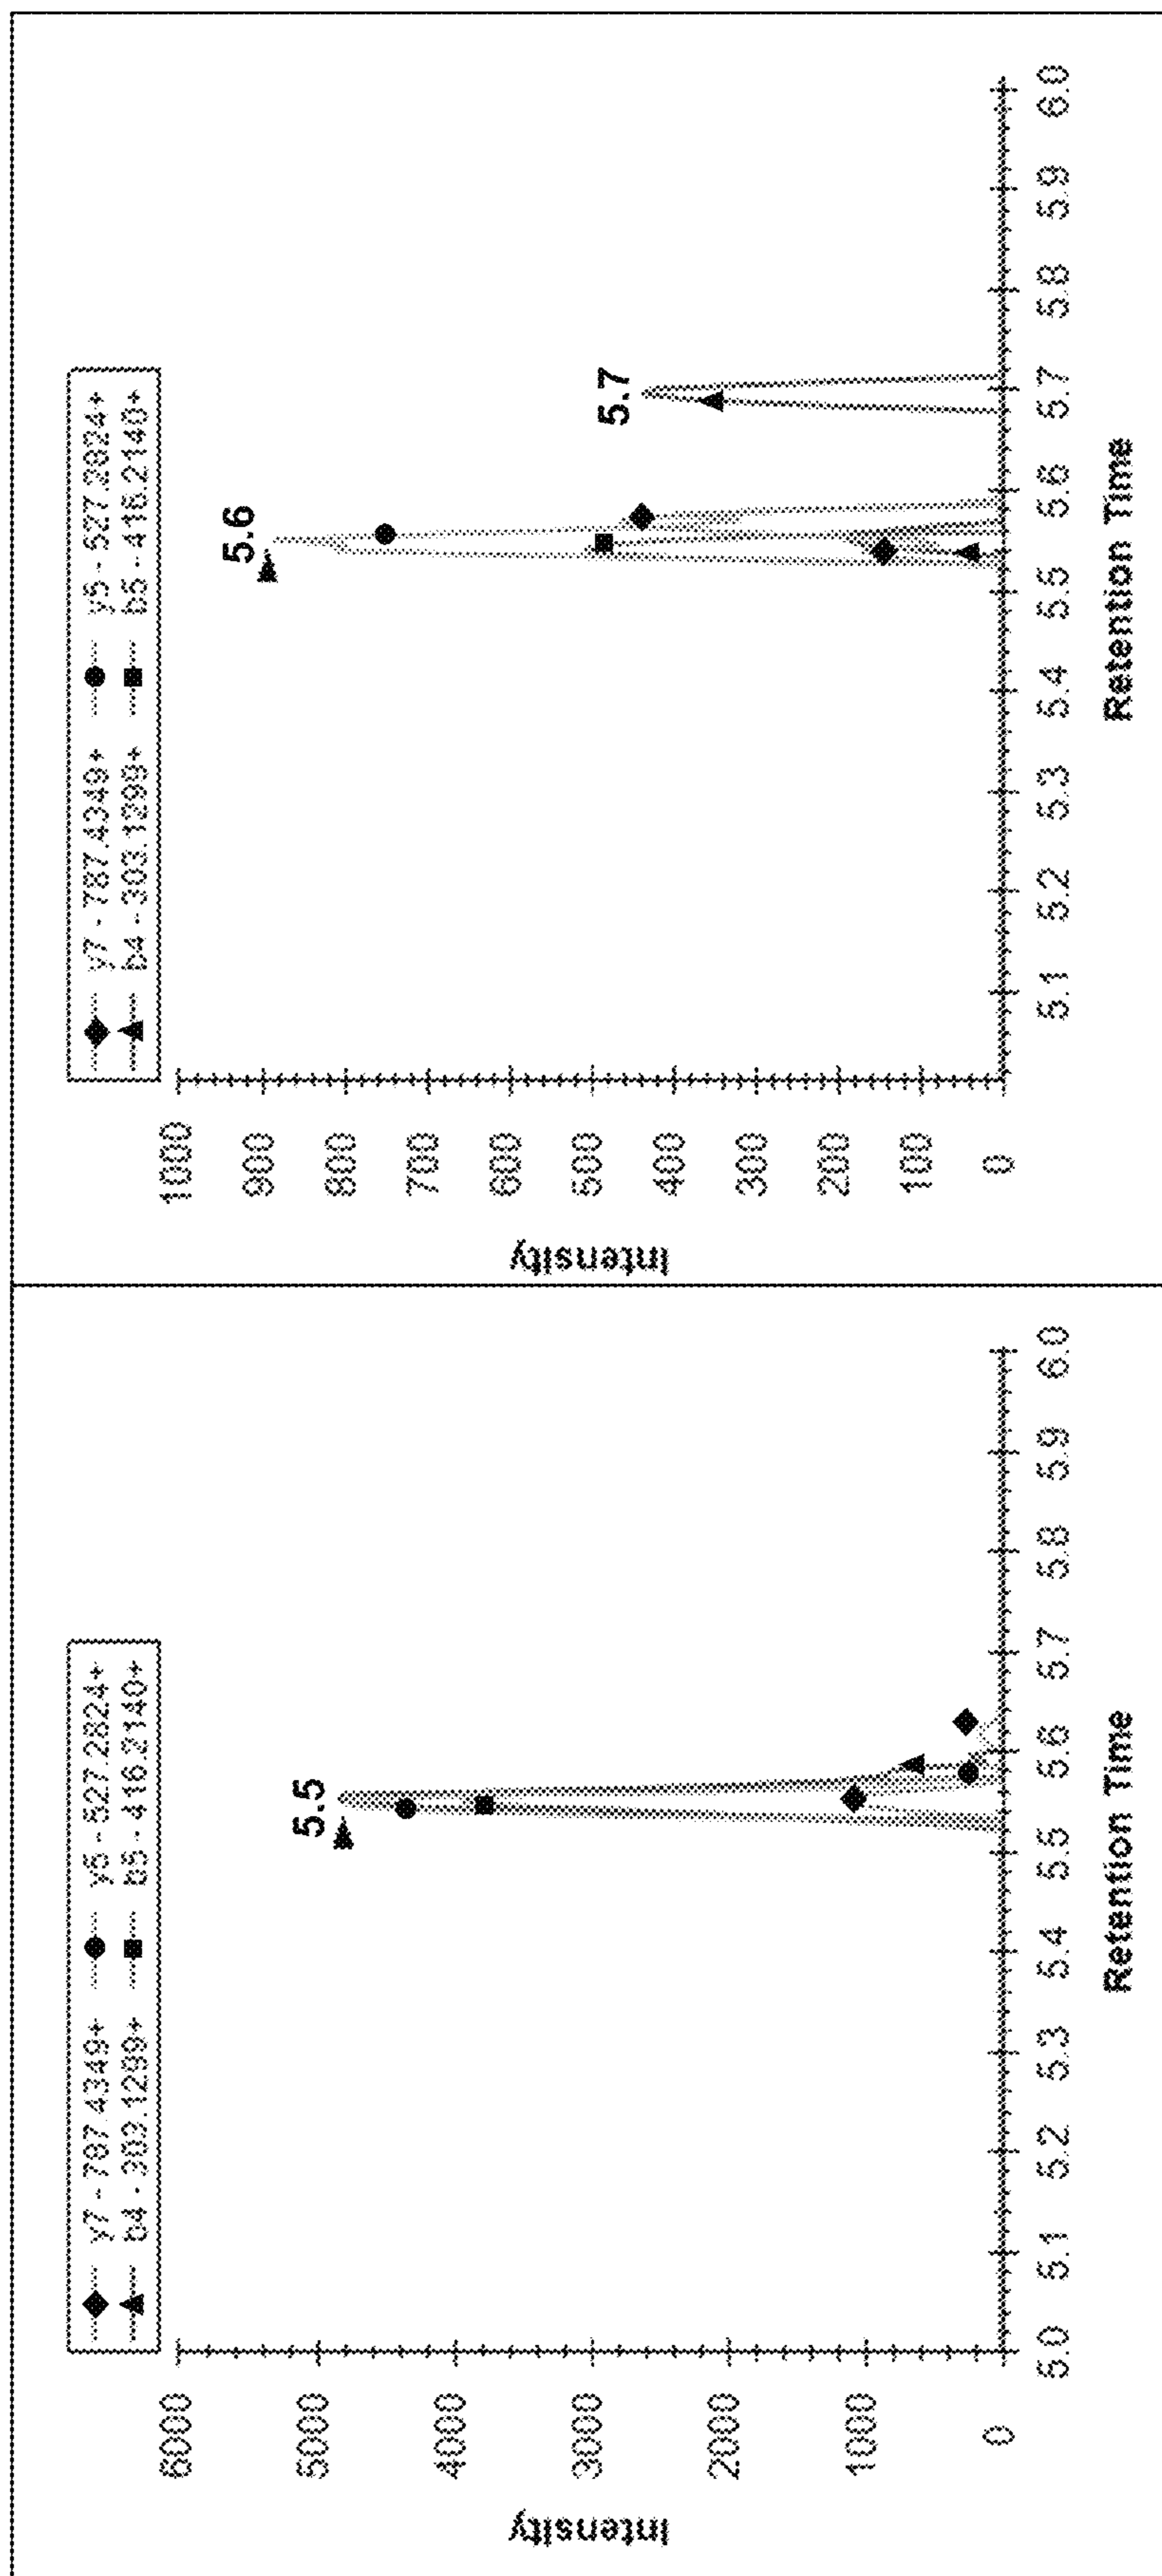 y7 - 787.4349+ y5 - 527.2824+
b4 - 303.1299+ b5 - 416.2140+
5.5
6000
5000
4000
3000
2000
1000
0
Intensity
5.0 5.1 5.2 5.3 5.4 5.5 5.6 5.7 5.8 5.9 6.0
Retention Time
y7 - 787.4349+ y5 - 527.2824+
b4 - 303.1299+ b5 - 416.2140+
5.6
5.7
1000
900
800
700
600
500
400
300
200
100
0
Intensity
5.1 5.2 5.3 5.4 5.5 5.6 5.7 5.8 5.9 6.0
Retention Time